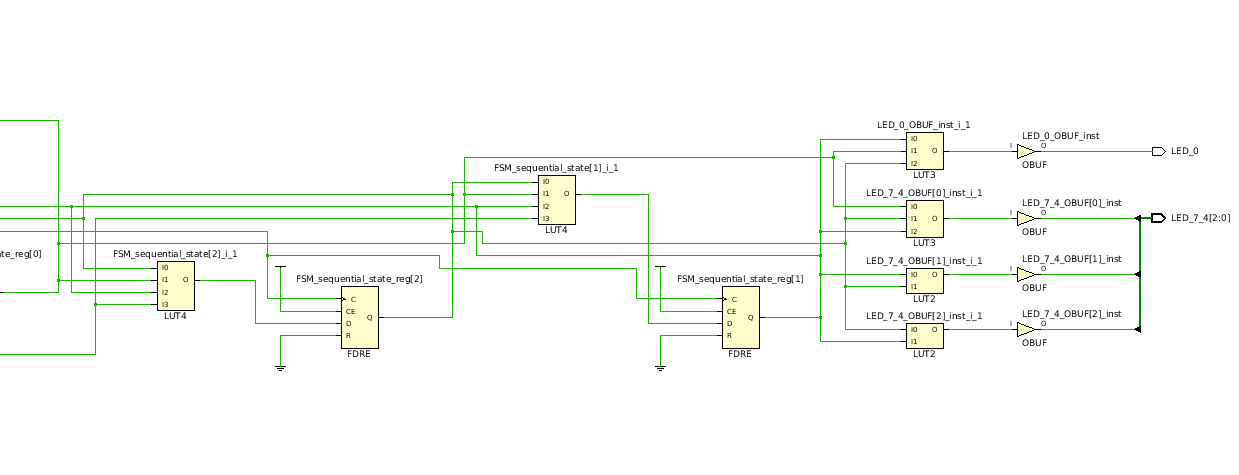 LED_0_OBUF_inst_i_1
I0
I1
O
I2
LUT3
LED_0_OBUF_inst
I
O
OBUF
LED_0
FSM_sequential_state[1]_i_1
I0
I1
O
I2
I3
LUT4
LED_7_4_OBUF[0]_inst_i_1
I0
I1
O
I2
LUT3
LED_7_4_OBUF[0]_inst
I
O
OBUF
LED_7_4[2:0]
te_reg[0]
FSM_sequential_state[2]_i_1
I0
I1
O
I2
I3
LUT4
FSM_sequential_state_reg[2]
C
CE
D
Q
R
FDRE
FSM_sequential_state_reg[1]
C
CE
D
Q
R
FDRE
LED_7_4_OBUF[1]_inst_i_1
I0
O
I1
LUT2
LED_7_4_OBUF[1]_inst
I
O
OBUF
LED_7_4_OBUF[2]_inst_i_1
I0
O
I1
LUT2
LED_7_4_OBUF[2]_inst
I
O
OBUF